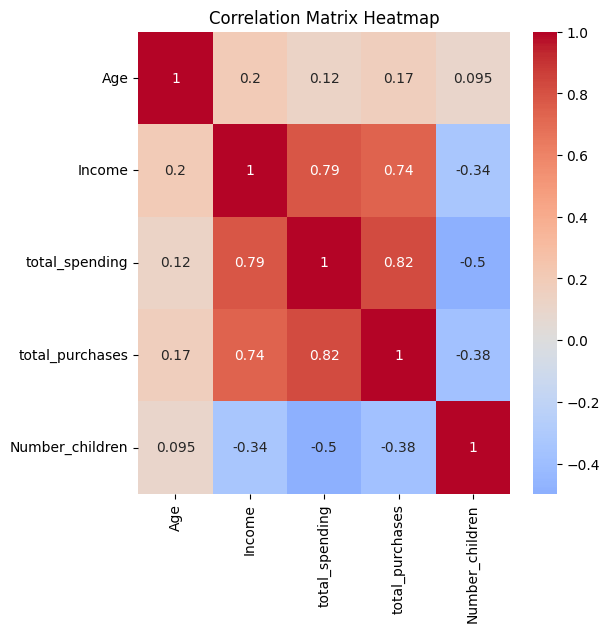 Correlation Matrix Heatmap
Age 1 0.2 0.12 0.17 0.095
Income 0.2 1 0.79 0.74 -0.34
total_spending 0.12 0.79 1 0.82 -0.5
total_purchases 0.17 0.74 0.82 1 -0.38
Number_children 0.095 -0.34 -0.5 -0.38 1
Age
Income
total_spending
total_purchases
Number_children
1.0
0.8
0.6
0.4
0.2
0.0
−0.2
−0.4